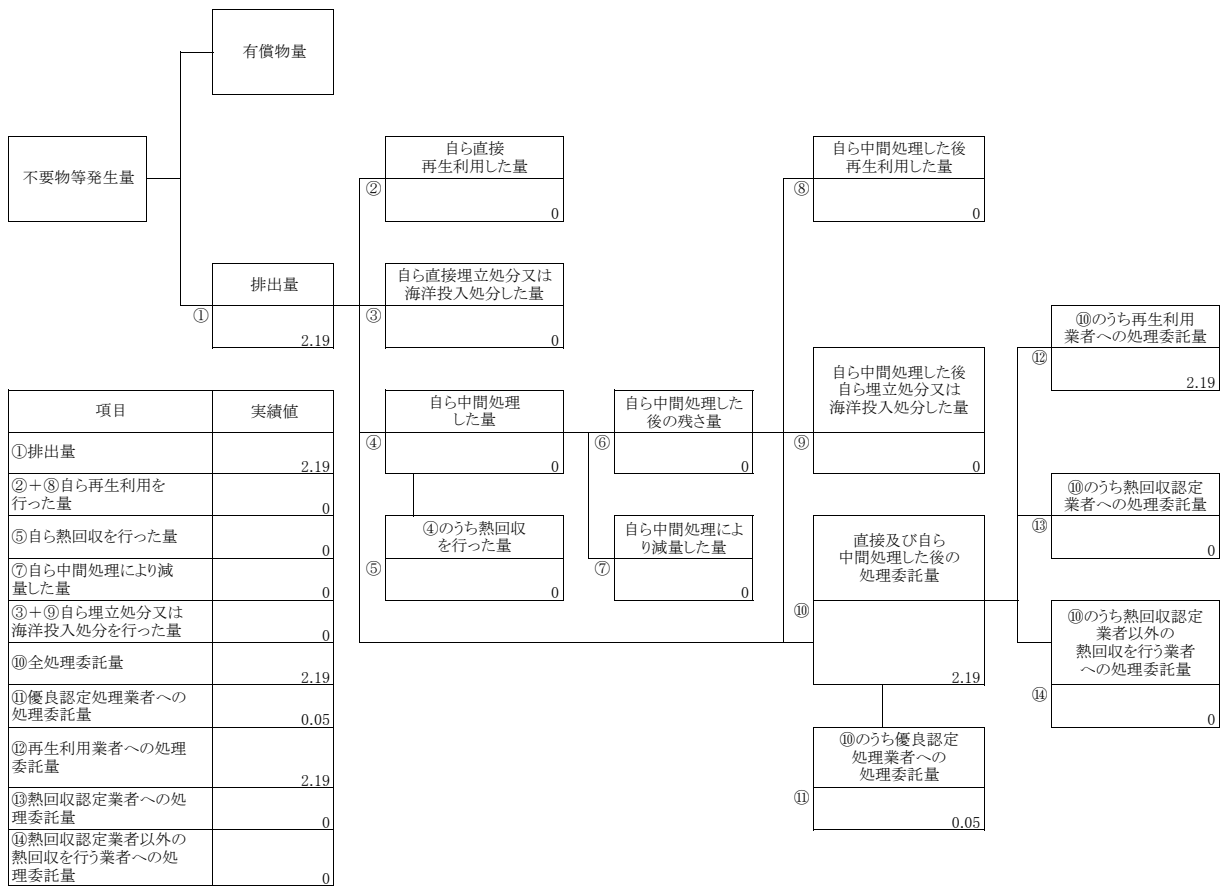 有償物量
不要物等発生量
自ら直接
再生利用した量
②
0
自ら中間処理した後
再生利用した量
⑧
0
排出量
①
2.19
自ら直接埋立処分又は
海洋投入処分した量
③
0
⑩のうち再生利用
業者への処理委託量
⑫
2.19
自ら中間処理
した量
④
0
自ら中間処理した
後の残さ量
⑥
0
自ら中間処理した後
自ら埋立処分又は
海洋投入処分した量
⑨
0
⑩のうち熱回収認定
業者への処理委託量
⑬
0
④のうち熱回収
を行った量
⑤
0
自ら中間処理によ
り減量した量
⑦
0
直接及び自ら
中間処理した後の
処理委託量
⑩
2.19
⑩のうち熱回収認定
業者以外の
熱回収を行う業者
への処理委託量
⑭
0
⑩のうち優良認定
処理業者への
処理委託量
⑪
0.05
項目 実績値
①排出量
2.19
②+⑧自ら再生利用を
行った量
0
⑤自ら熱回収を行った量
0
⑦自ら中間処理により減
量した量
0
③+⑨自ら埋立処分又は
海洋投入処分を行った量
0
⑩全処理委託量
2.19
⑪優良認定処理業者への
処理委託量
0.05
⑫再生利用業者への処理
委託量
2.19
⑬熱回収認定業者への処
理委託量
0
⑭熱回収認定業者以外の
熱回収を行う業者への処
理委託量
0